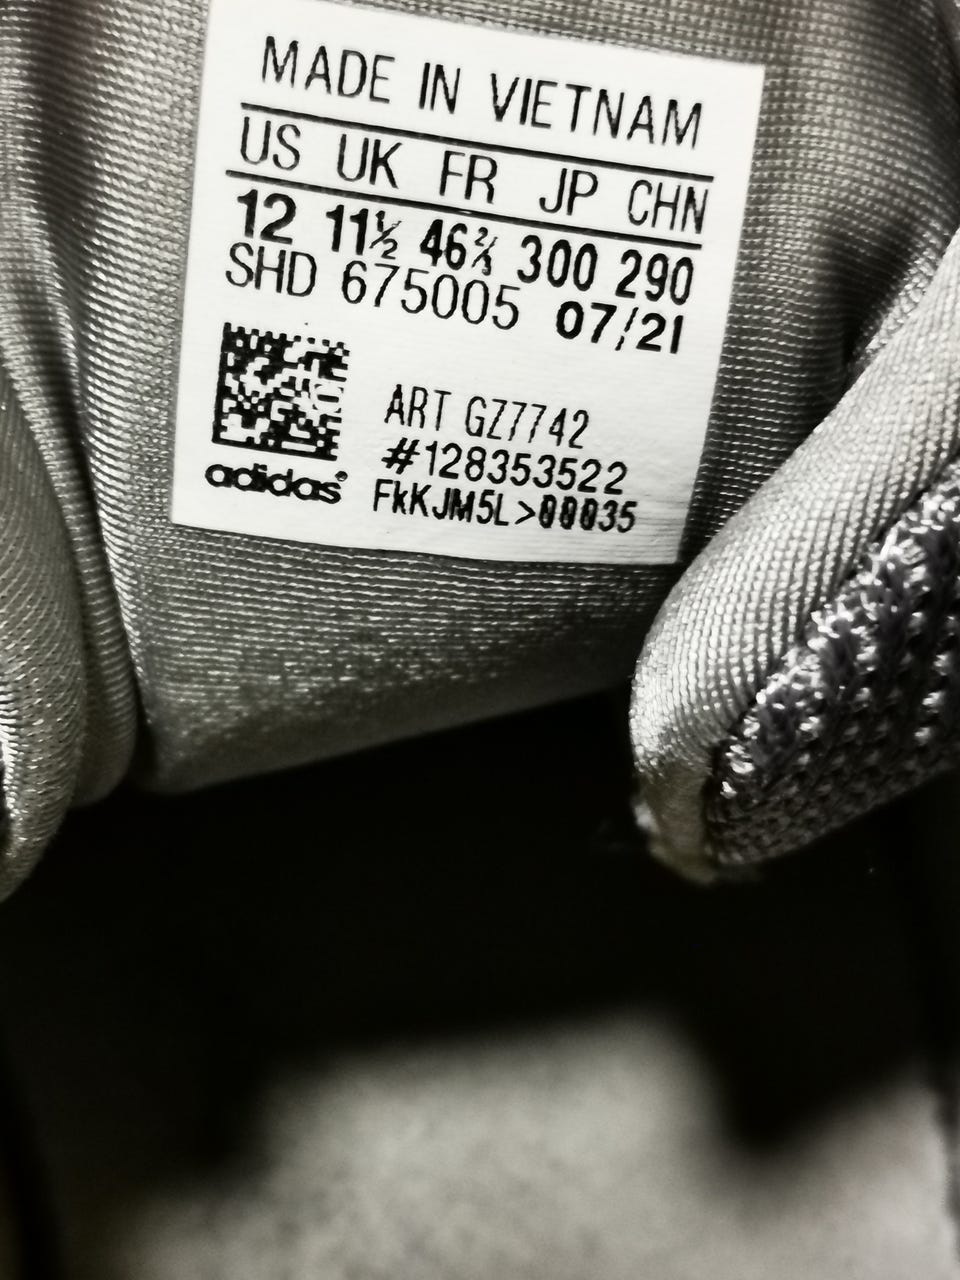 MADE IN VIETNAM
US UK FR JP CHN
12 11½ 46⅔ 300 290
SHD 675005 07/21
ART GZ7742
#128353522
adidas® FkKJM5L>00035